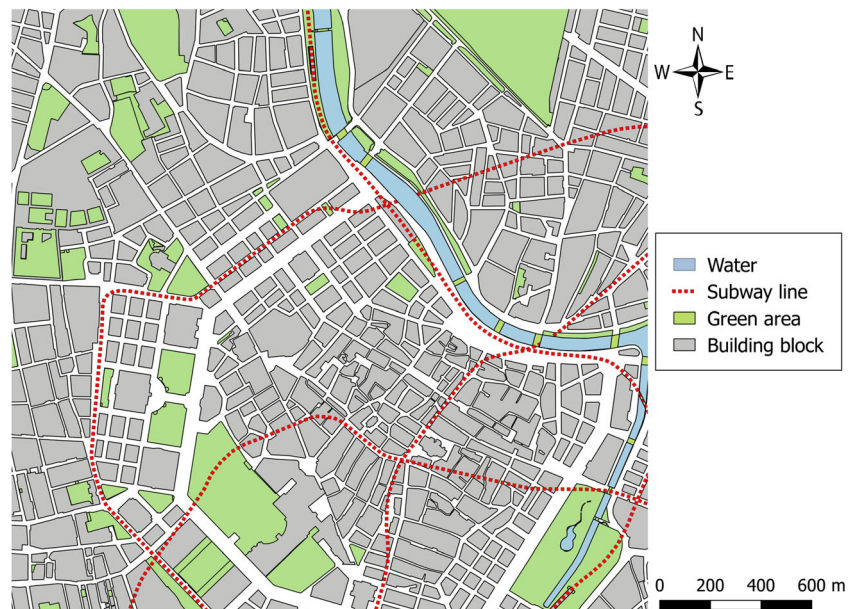 N
W E
S
Water
Subway line
Green area
Building block
0 200 400 600 m